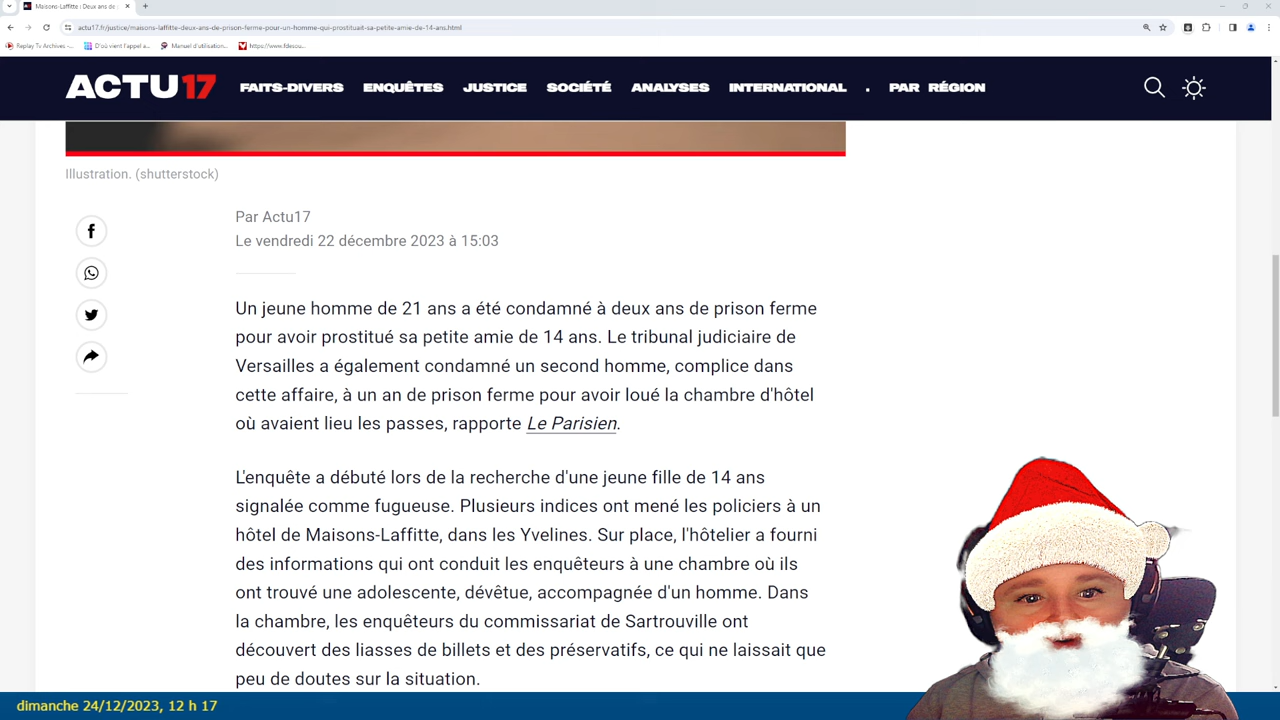 Maisons-Laffitte : Deux ans de
actu17.fr/justice/maisons-laffitte-deux-ans-de-prison-ferme-pour-un-homme-qui-prostituait-sa-petite-amie-de-14-ans.html
Replay Tv Archives -... D'où vient l'appel a... Manuel d'utilisation... https://www.fdesou...
ACTU17 FAITS-DIVERS ENQUÊTES JUSTICE SOCIÉTÉ ANALYSES INTERNATIONAL . PAR RÉGION
Illustration. (shutterstock)
Par Actu17
Le vendredi 22 décembre 2023 à 15:03
Un jeune homme de 21 ans a été condamné à deux ans de prison ferme
pour avoir prostitué sa petite amie de 14 ans. Le tribunal judiciaire de
Versailles a également condamné un second homme, complice dans
cette affaire, à un an de prison ferme pour avoir loué la chambre d'hôtel
où avaient lieu les passes, rapporte Le Parisien.
L'enquête a débuté lors de la recherche d'une jeune fille de 14 ans
signalée comme fugueuse. Plusieurs indices ont mené les policiers à un
hôtel de Maisons-Laffitte, dans les Yvelines. Sur place, l'hôtelier a fourni
des informations qui ont conduit les enquêteurs à une chambre où ils
ont trouvé une adolescente, dévêtue, accompagnée d'un homme. Dans
la chambre, les enquêteurs du commissariat de Sartrouville ont
découvert des liasses de billets et des préservatifs, ce qui ne laissait que
peu de doutes sur la situation.
dimanche 24/12/2023, 12 h 17